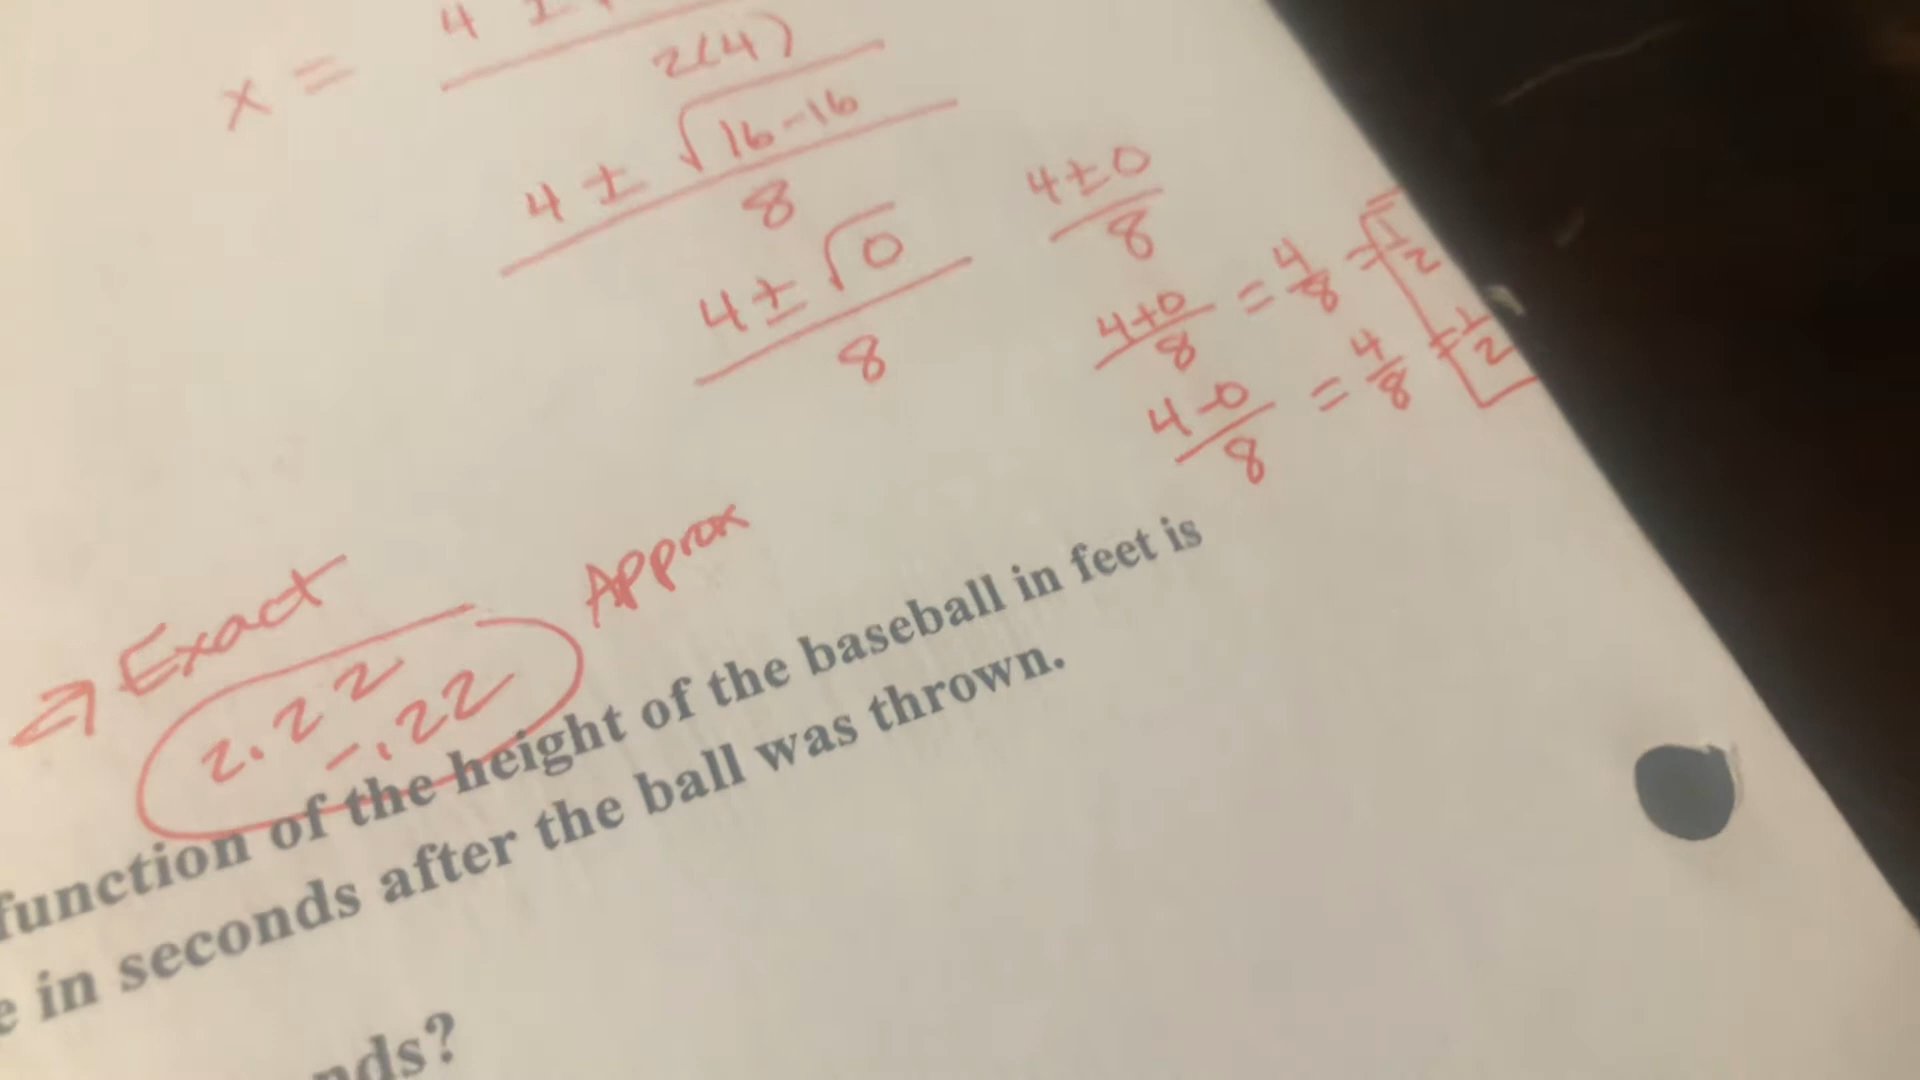 x = 4 ±√
2(4)
4 ± √16-16
8
4 ± √0
8
4±0
8
4+0/8 = 4/8 = 1/2
4-0/8 = 4/8 = 1/2
Exact
Approx
2.22
-.22
function of the height of the baseball in feet is
in seconds after the ball was thrown.
nds?